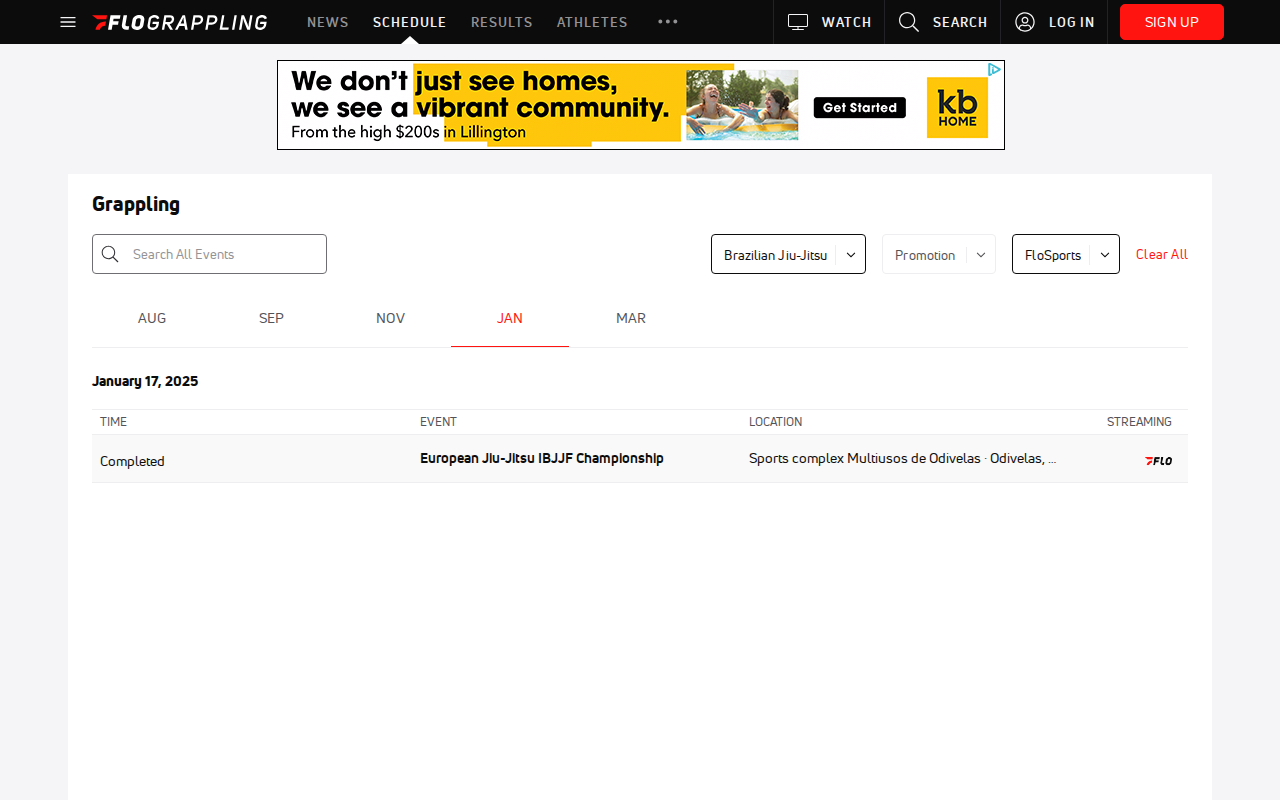 FLOGRAPPLING NEWS SCHEDULE RESULTS ATHLETES WATCH SEARCH LOG IN SIGN UP
We don't just see homes,
we see a vibrant community.
From the high $200s in Lillington
Get Started
kb
HOME
Grappling
Search All Events Brazilian Jiu-Jitsu Promotion FloSports Clear All
AUG SEP NOV JAN MAR
January 17, 2025
TIME EVENT LOCATION STREAMING
Completed European Jiu-Jitsu IBJJF Championship Sports complex Multiusos de Odivelas · Odivelas, ... FLO